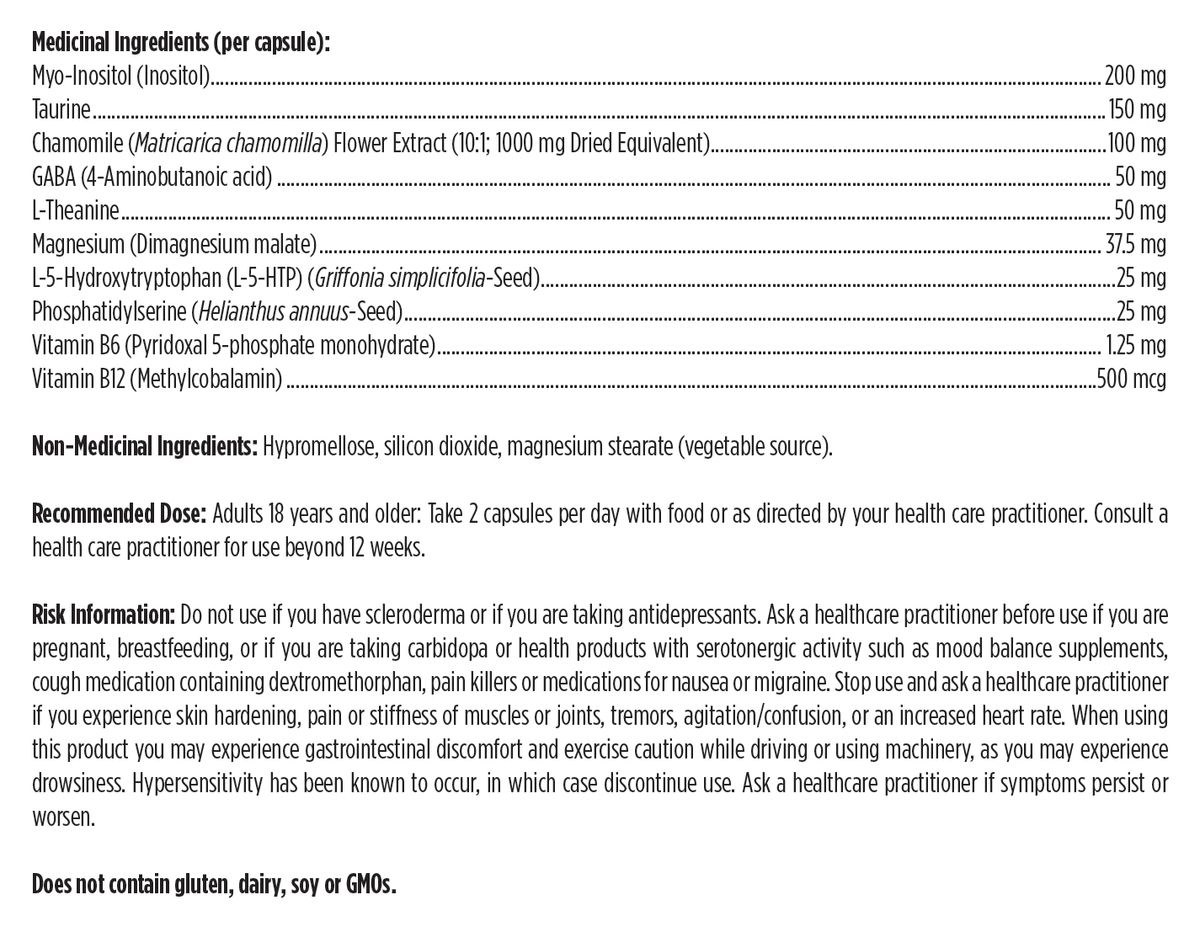 Medicinal Ingredients (per capsule):
Myo-Inositol (Inositol)........200 mg
Taurine........150 mg
Chamomile (Matricarica chamomilla) Flower Extract (10:1; 1000 mg Dried Equivalent)........100 mg
GABA (4-Aminobutanoic acid) ........50 mg
L-Theanine........50 mg
Magnesium (Dimagnesium malate)........37.5 mg
L-5-Hydroxytryptophan (L-5-HTP) (Griffonia simplicifolia-Seed)........25 mg
Phosphatidylserine (Helianthus annuus-Seed)........25 mg
Vitamin B6 (Pyridoxal 5-phosphate monohydrate)........1.25 mg
Vitamin B12 (Methylcobalamin) ........500 mcg
Non-Medicinal Ingredients: Hypromellose, silicon dioxide, magnesium stearate (vegetable source).
Recommended Dose: Adults 18 years and older: Take 2 capsules per day with food or as directed by your health care practitioner. Consult a
health care practitioner for use beyond 12 weeks.
Risk Information: Do not use if you have scleroderma or if you are taking antidepressants. Ask a healthcare practitioner before use if you are
pregnant, breastfeeding, or if you are taking carbidopa or health products with serotonergic activity such as mood balance supplements,
cough medication containing dextromethorphan, pain killers or medications for nausea or migraine. Stop use and ask a healthcare practitioner
if you experience skin hardening, pain or stiffness of muscles or joints, tremors, agitation/confusion, or an increased heart rate. When using
this product you may experience gastrointestinal discomfort and exercise caution while driving or using machinery, as you may experience
drowsiness. Hypersensitivity has been known to occur, in which case discontinue use. Ask a healthcare practitioner if symptoms persist or
worsen.
Does not contain gluten, dairy, soy or GMOs.